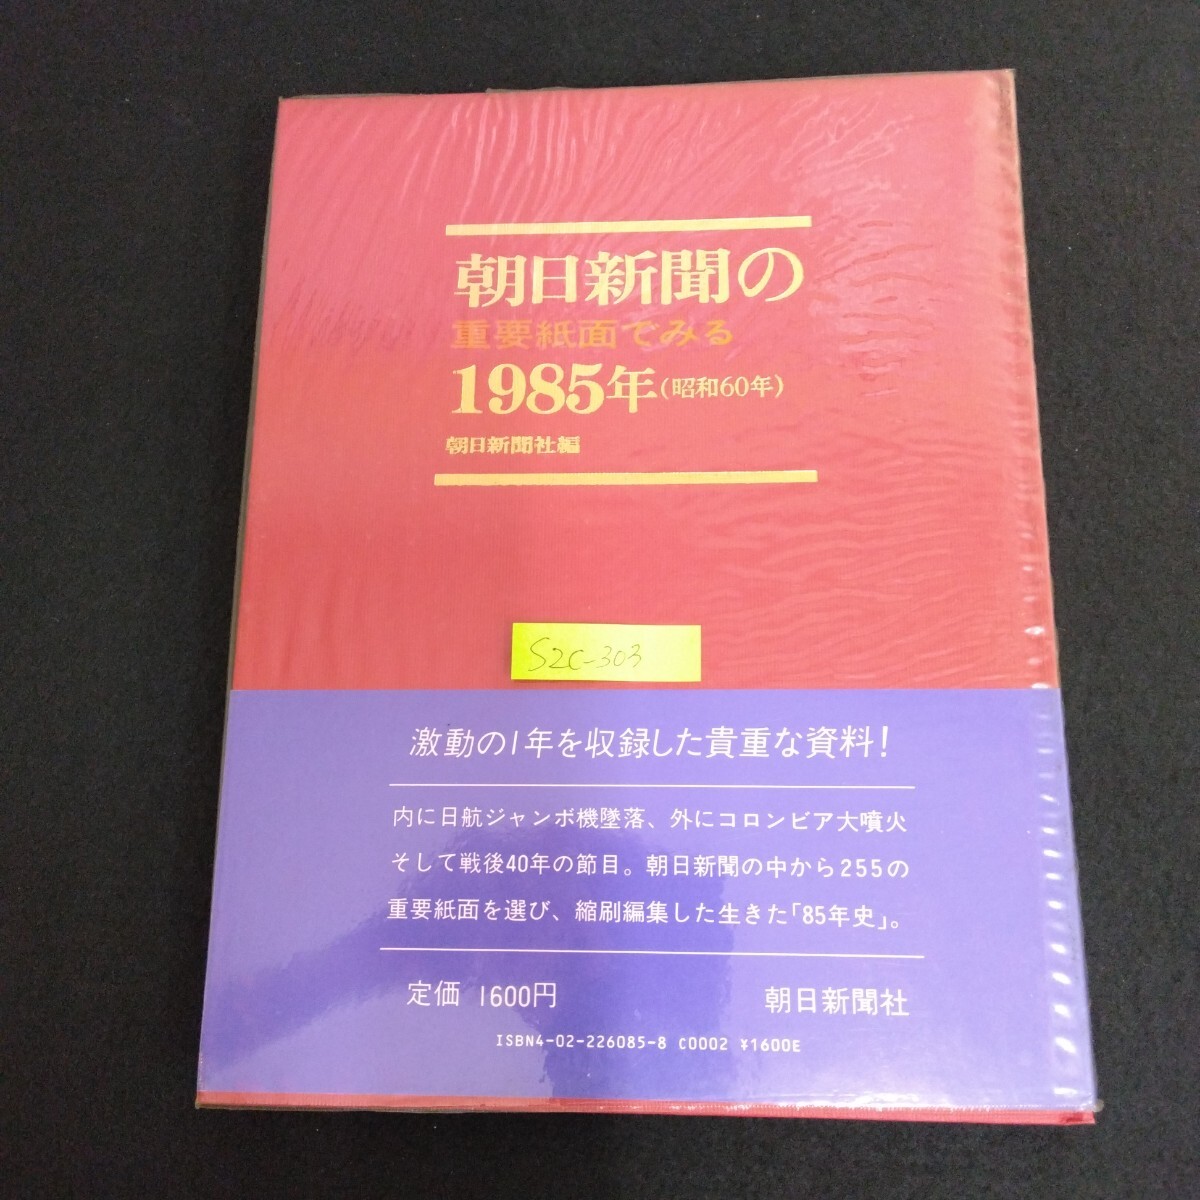 朝日新聞の
重要紙面でみる
1985年(昭和60年)
朝日新聞社編
S2C-303
激動の1年を収録した貴重な資料!
内に日航ジャンボ機墜落、外にコロンビア大噴火
そして戦後40年の節目。朝日新聞の中から255の
重要紙面を選び、縮刷編集した生きた「85年史」。
定価 1600円 朝日新聞社
ISBN4-02-226085-8 C0002 ¥1600E